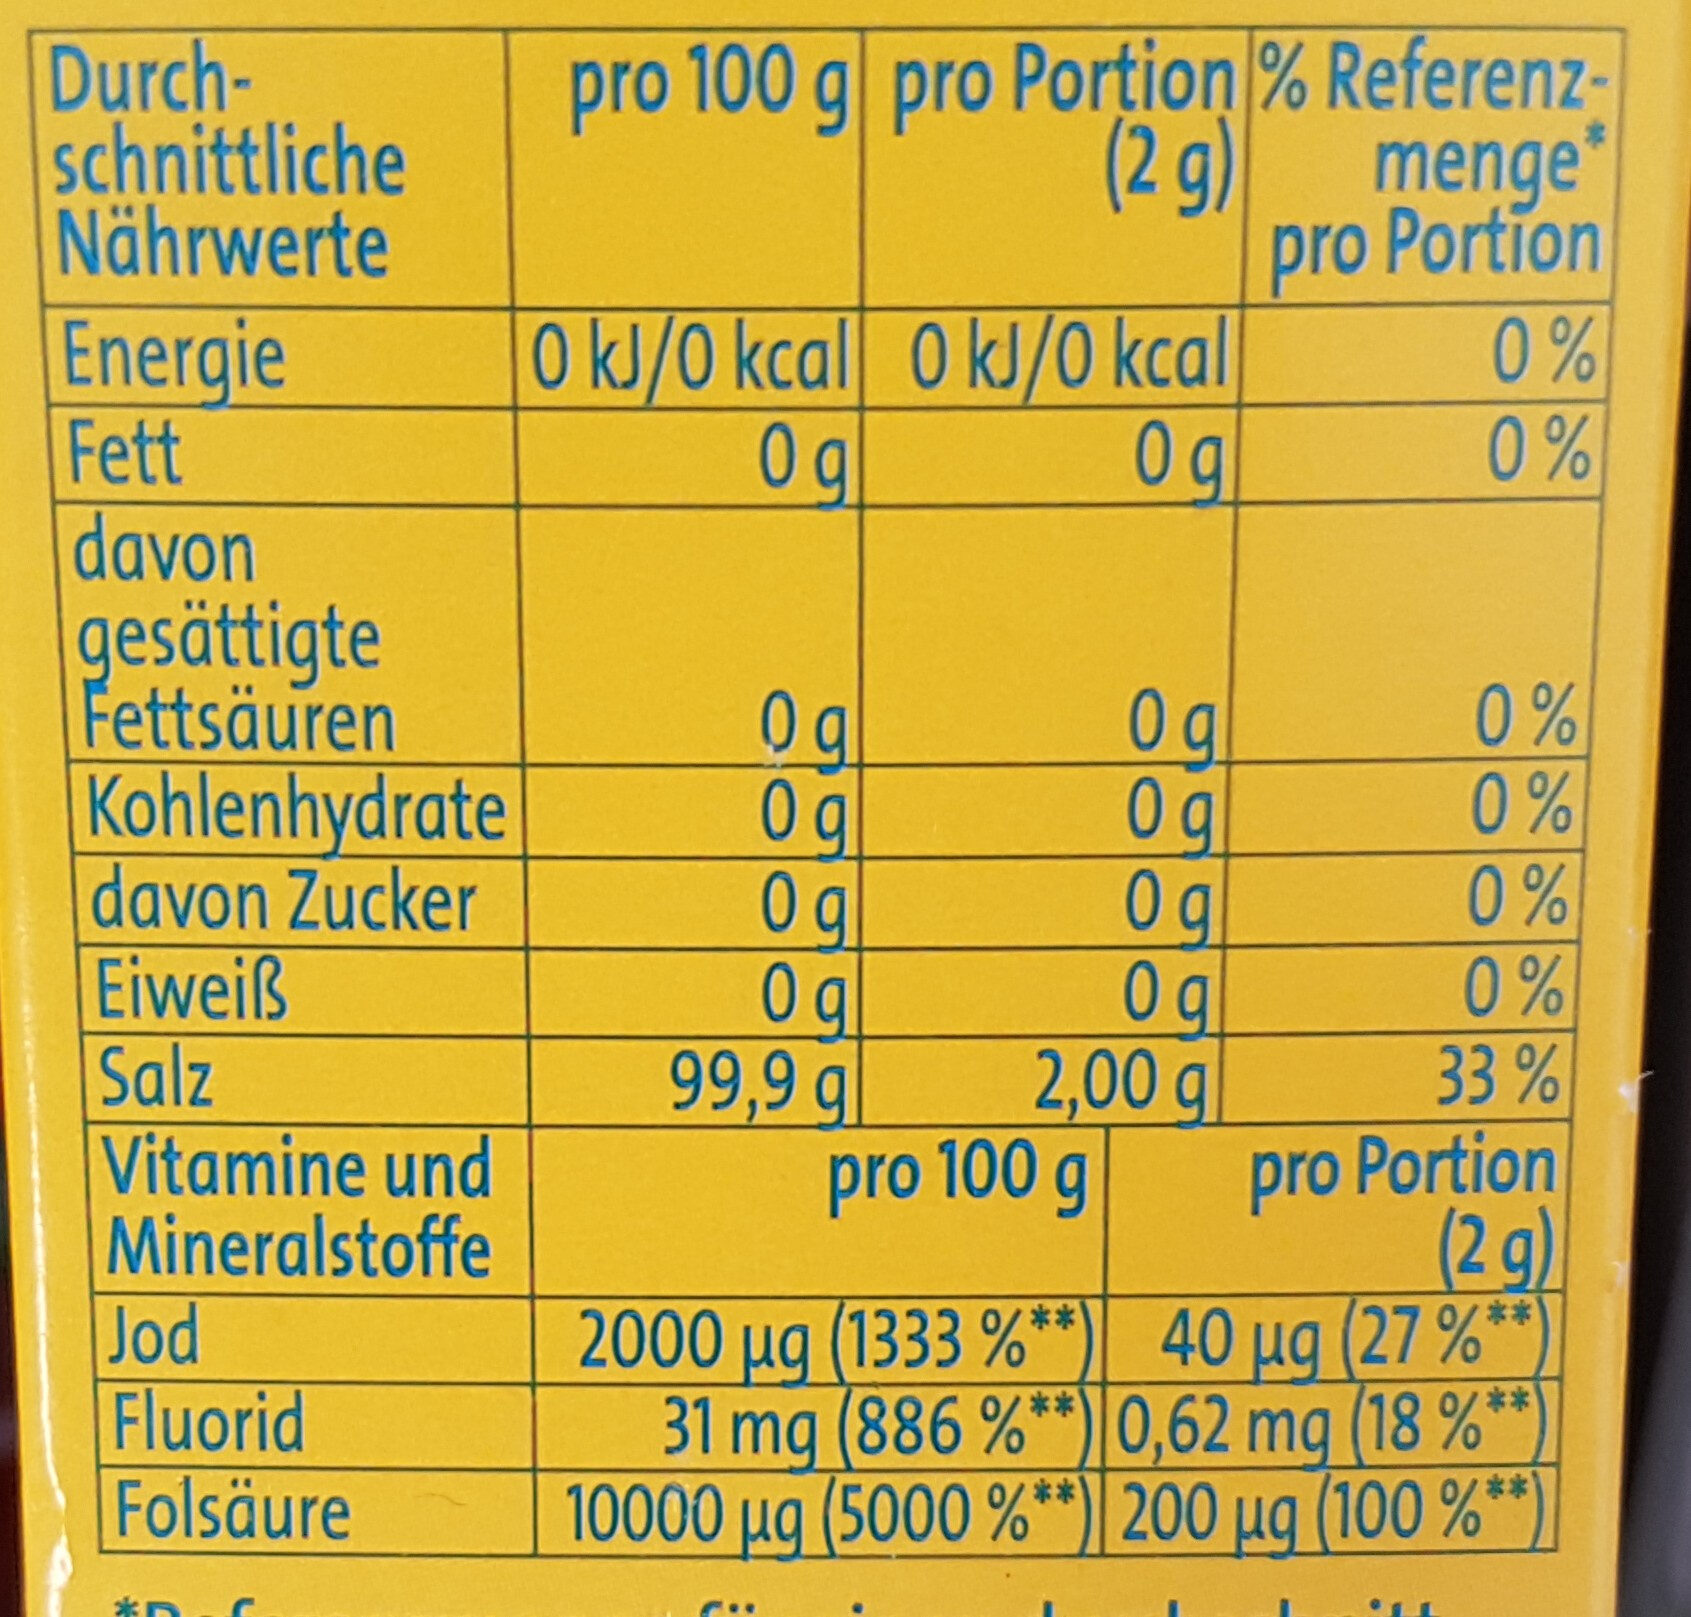 Durch- pro 100 g pro Portion % Referenz-
schnittliche (2 g) menge*
Nährwerte pro Portion
Energie 0 kJ/0 kcal 0 kJ/0 kcal 0 %
Fett 0 g 0 g 0 %
davon
gesättigte
Fettsäuren 0 g 0 g 0 %
Kohlenhydrate 0 g 0 g 0 %
davon Zucker 0 g 0 g 0 %
Eiweiß 0 g 0 g 0 %
Salz 99,9 g 2,00 g 33 %
Vitamine und pro 100 g pro Portion
Mineralstoffe (2 g)
Jod 2000 µg (1333 %**) 40 µg (27 %**)
Fluorid 31 mg (886 %**) 0,62 mg (18 %**)
Folsäure 10000 µg (5000 %**) 200 µg (100 %**)